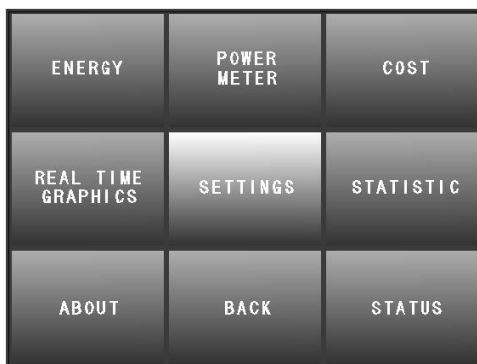 ENERGY
POWER
METER
COST
REAL TIME
GRAPHICS
SETTINGS
STATISTIC
ABOUT
BACK
STATUS